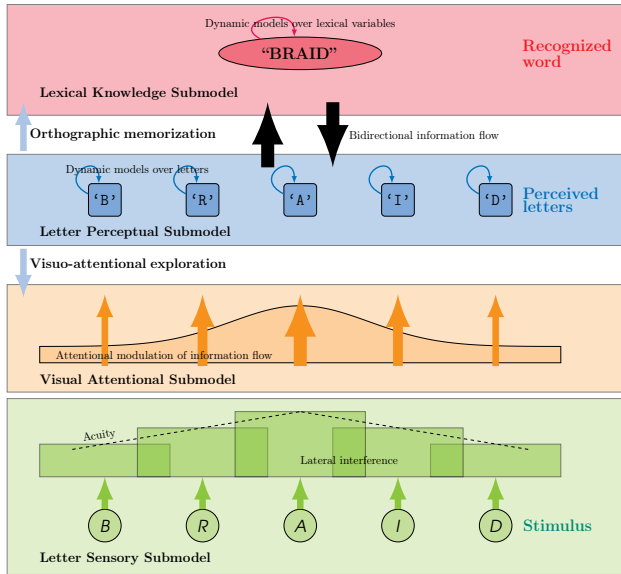 Dynamic models over lexical variables
“BRAID”
Recognized
word
Lexical Knowledge Submodel
Orthographic memorization
Bidirectional information flow
Dynamic models over letters
‘B’ ‘R’ ‘A’ ‘I’ ‘D’
Perceived
letters
Letter Perceptual Submodel
Visuo-attentional exploration
Attentional modulation of information flow
Visual Attentional Submodel
Acuity
Lateral interference
B R A I D
Stimulus
Letter Sensory Submodel